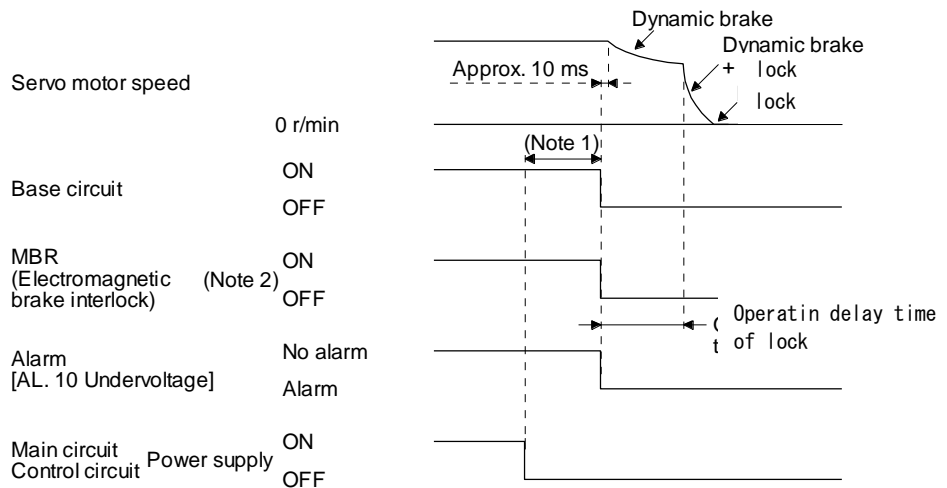 Dynamic brake
Dynamic brake
+ lock
lock
Servo motor speed
Approx. 10 ms
0 r/min
(Note 1)
Base circuit
ON
OFF
MBR
(Electromagnetic
brake interlock)
(Note 2)
ON
OFF
Operatin delay time
of lock
Alarm
[AL. 10 Undervoltage]
No alarm
Alarm
Main circuit
Control circuit
Power supply
ON
OFF